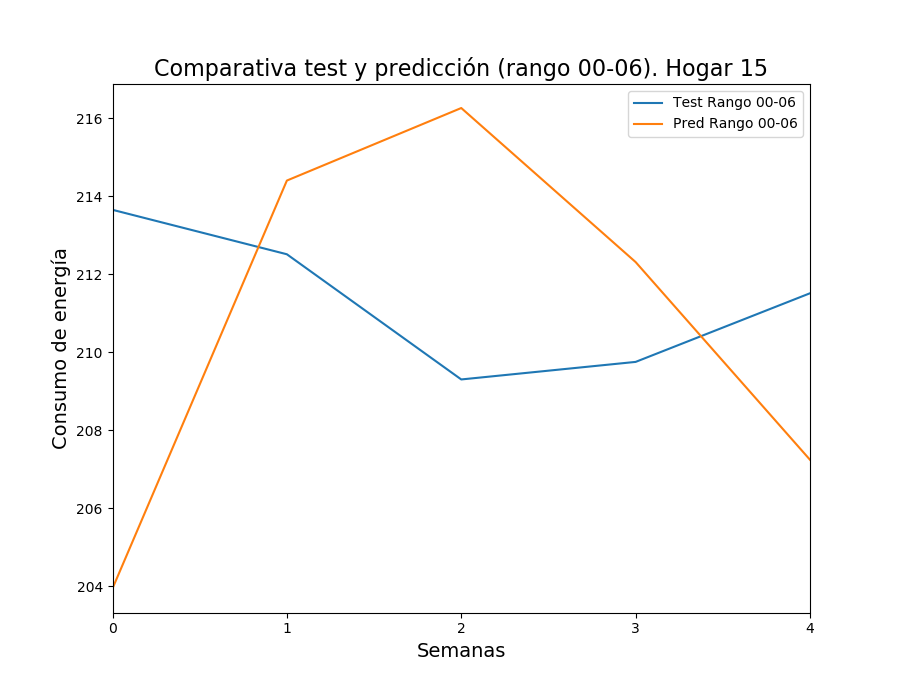 Comparativa test y predicción (rango 00-06). Hogar 15
Test Rango 00-06
Pred Rango 00-06
Consumo de energía
216
214
212
210
208
206
204
0 1 2 3 4
Semanas